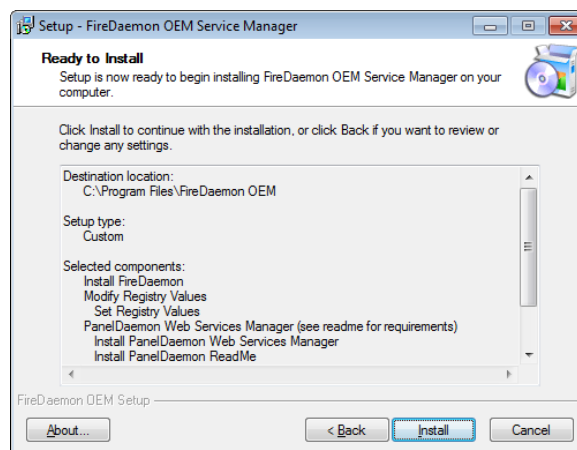 Setup - FireDaemon OEM Service Manager
Ready to Install
Setup is now ready to begin installing FireDaemon OEM Service Manager on your
computer.
Click Install to continue with the installation, or click Back if you want to review or
change any settings.
Destination location:
C:\Program Files\FireDaemon OEM
Setup type:
Custom
Selected components:
Install FireDaemon
Modify Registry Values
Set Registry Values
PanelDaemon Web Services Manager (see readme for requirements)
Install PanelDaemon Web Services Manager
Install PanelDaemon ReadMe
FireDaemon OEM Setup
About...
< Back
Install
Cancel